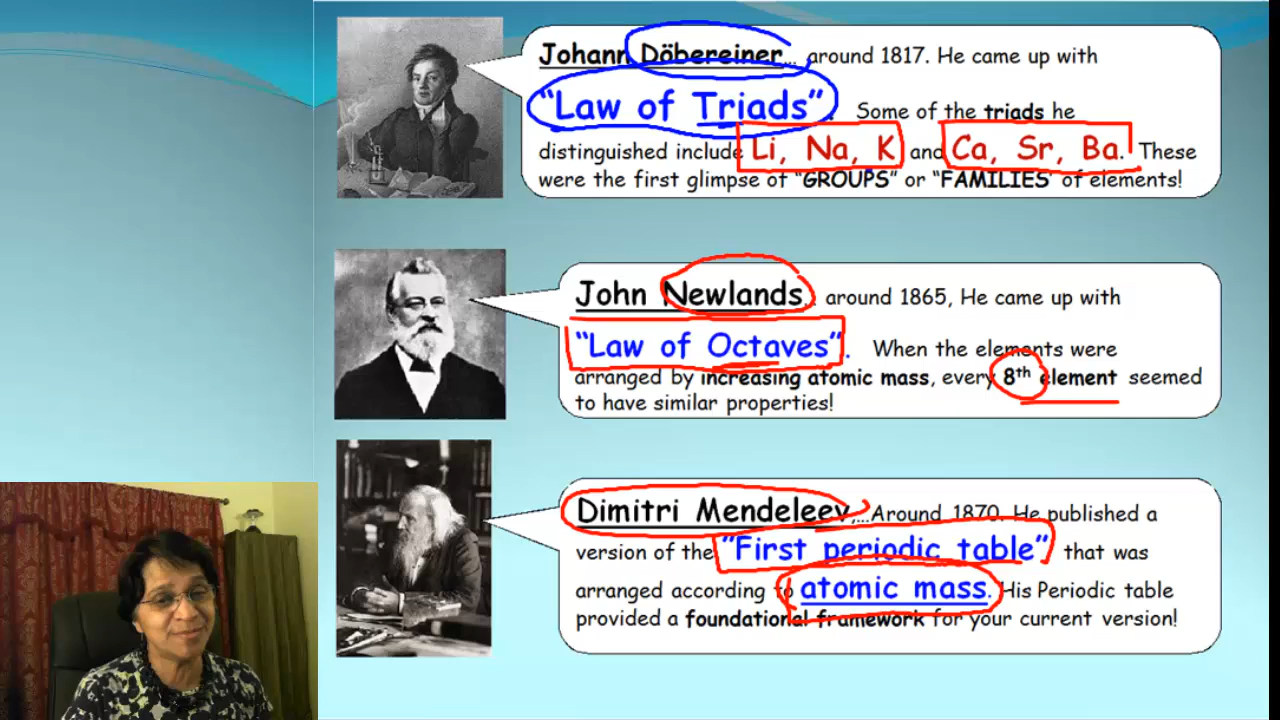 Johann Döbereiner... around 1817. He came up with
“Law of Triads”. Some of the triads he
distinguished include Li, Na, K and Ca, Sr, Ba. These
were the first glimpse of “GROUPS” or “FAMILIES” of elements!
John Newlands... around 1865, He came up with
“Law of Octaves”. When the elements were
arranged by increasing atomic mass, every 8th element seemed
to have similar properties!
Dimitri Mendeleev,...Around 1870. He published a
version of the “First periodic table” that was
arranged according to atomic mass. His Periodic table
provided a foundational framework for your current version!